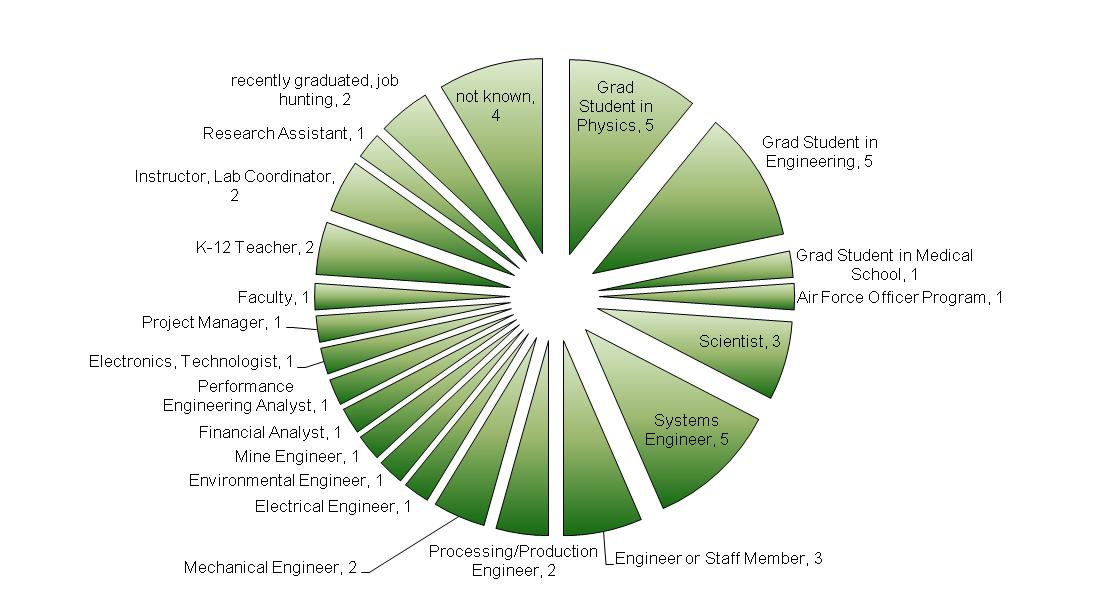 Grad
Student in
Physics, 5
Grad Student in
Engineering, 5
Grad Student in Medical
School, 1
Air Force Officer Program, 1
Scientist, 3
Systems
Engineer, 5
Engineer or Staff Member, 3
Processing/Production
Engineer, 2
Mechanical Engineer, 2
Electrical Engineer, 1
Environmental Engineer, 1
Mine Engineer, 1
Financial Analyst, 1
Performance
Engineering Analyst, 1
Electronics, Technologist, 1
Project Manager, 1
Faculty, 1
K-12 Teacher, 2
Instructor, Lab Coordinator,
2
Research Assistant, 1
recently graduated, job
hunting, 2
not known,
4